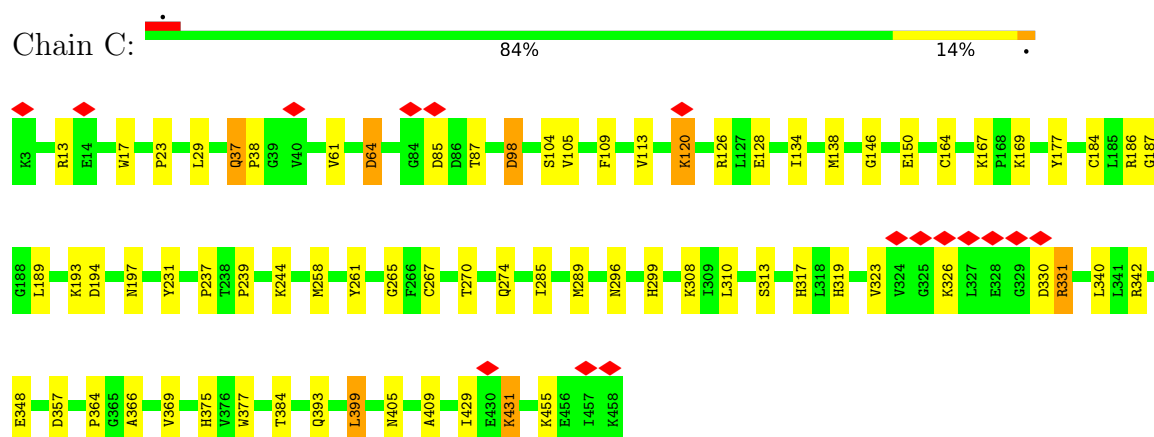 Chain C:
84% 14%
K3 R13 E14 W17 P23 L29 Q37 P38 G39 V40 V61 D64 G84 D85 D86 T87 D98 S104 V105 F109 V113 K120 R126 L127 E128 I134 M138 G146 E150 C164 K167 P168 K169 Y177 C184 L185 R186 G187
G188 L189 K193 D194 N197 Y231 P237 T238 P239 K244 M258 Y261 G265 F266 C267 T270 Q274 I285 M289 N296 H299 K308 I309 L310 S313 H317 L318 H319 V323 V324 G325 K326 L327 E328 G329 D330 R331 L340 L341 R342
E348 D357 P364 G365 A366 V369 H375 V376 W377 T384 Q393 L399 N405 A409 I429 E430 K431 K455 E456 I457 K458